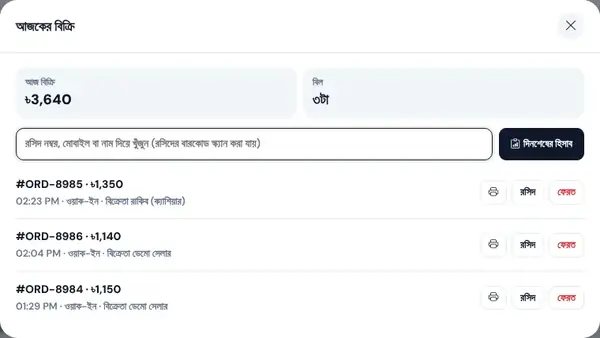 আজকের বিক্রি
আজ বিক্রি
৳3,640
বিল
৩টা
রসিদ নম্বর, মোবাইল বা নাম দিয়ে খুঁজুন (রসিদের বারকোড স্ক্যান করা যায়)
দিনশেষের হিসাব
#ORD-8985 · ৳1,350
02:23 PM · ওয়াক-ইন · বিক্রেতা রাকিব (ক্যাশিয়ার)
রসিদ
ফেরত
#ORD-8986 · ৳1,140
02:04 PM · ওয়াক-ইন · বিক্রেতা ডেমো সেলার
রসিদ
ফেরত
#ORD-8984 · ৳1,150
01:29 PM · ওয়াক-ইন · বিক্রেতা ডেমো সেলার
রসিদ
ফেরত